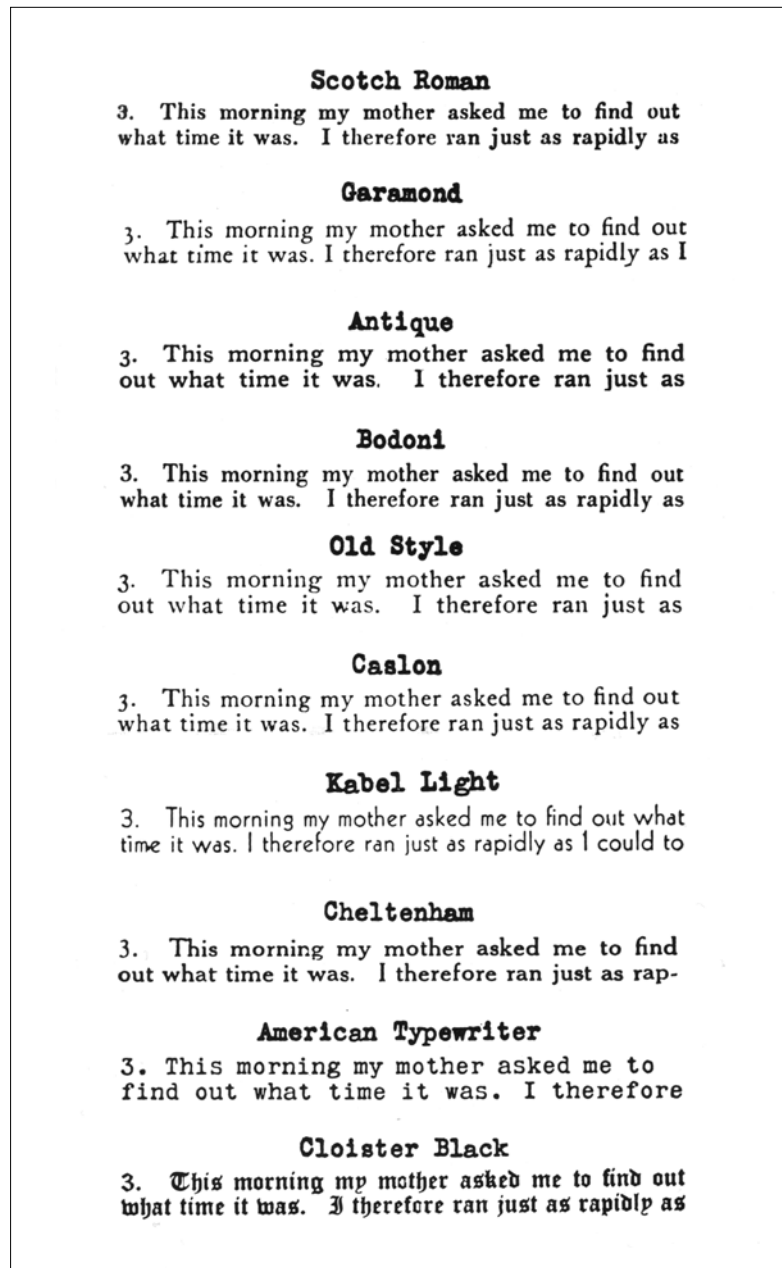 Scotch Roman
3. This morning my mother asked me to find out
what time it was. I therefore ran just as rapidly as
Garamond
3. This morning my mother asked me to find out
what time it was. I therefore ran just as rapidly as I
Antique
3. This morning my mother asked me to find
out what time it was. I therefore ran just as
Bodoni
3. This morning my mother asked me to find out
what time it was. I therefore ran just as rapidly as
Old Style
3. This morning my mother asked me to find
out what time it was. I therefore ran just as
Caslon
3. This morning my mother asked me to find out
what time it was. I therefore ran just as rapidly as
Kabel Light
3. This morning my mother asked me to find out what
time it was. I therefore ran just as rapidly as I could to
Cheltenham
3. This morning my mother asked me to find
out what time it was. I therefore ran just as rap-
American Typewriter
3. This morning my mother asked me to
find out what time it was. I therefore
Cloister Black
3. This morning my mother asked me to find out
what time it was. I therefore ran just as rapidly as